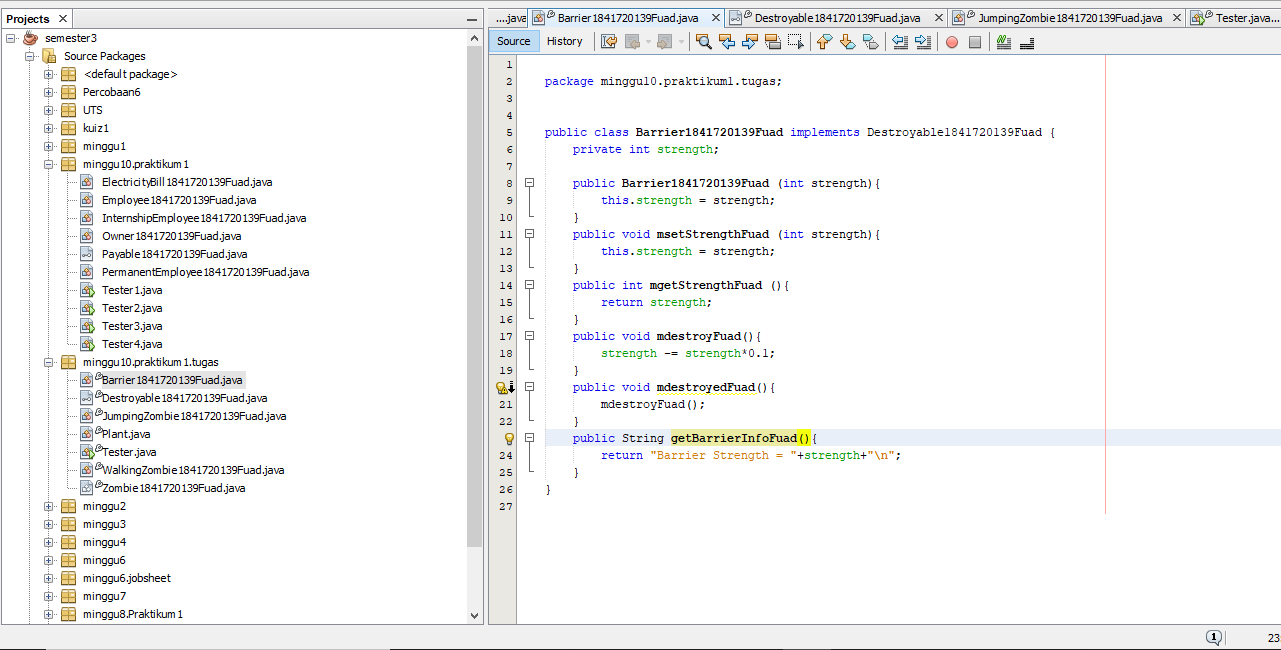 Projects
semester3
Source Packages
<default package>
Percobaan6
UTS
kuiz1
minggu1
minggu10.praktikum1
ElectricityBill1841720139Fuad.java
Employee1841720139Fuad.java
InternshipEmployee1841720139Fuad.java
Owner1841720139Fuad.java
Payable1841720139Fuad.java
PermanentEmployee1841720139Fuad.java
Tester1.java
Tester2.java
Tester3.java
Tester4.java
minggu10.praktikum1.tugas
Barrier1841720139Fuad.java
Destroyable1841720139Fuad.java
JumpingZombie1841720139Fuad.java
Plant.java
Tester.java
WalkingZombie1841720139Fuad.java
Zombie1841720139Fuad.java
minggu2
minggu3
minggu4
minggu6
minggu6.jobsheet
minggu7
minggu8.Praktikum1
....java Barrier1841720139Fuad.java Destroyable1841720139Fuad.java JumpingZombie1841720139Fuad.java Tester.java...
Source History
1
2 package minggu10.praktikum1.tugas;
3
4
5 public class Barrier1841720139Fuad implements Destroyable1841720139Fuad {
6 private int strength;
7
8 public Barrier1841720139Fuad (int strength){
9 this.strength = strength;
10 }
11 public void msetStrengthFuad (int strength){
12 this.strength = strength;
13 }
14 public int mgetStrengthFuad (){
15 return strength;
16 }
17 public void mdestroyFuad(){
18 strength -= strength*0.1;
19 }
public void mdestroyedFuad(){
21 mdestroyFuad();
22 }
public String getBarrierInfoFuad(){
24 return "Barrier Strength = "+strength+"\n";
25 }
26 }
27
1 23